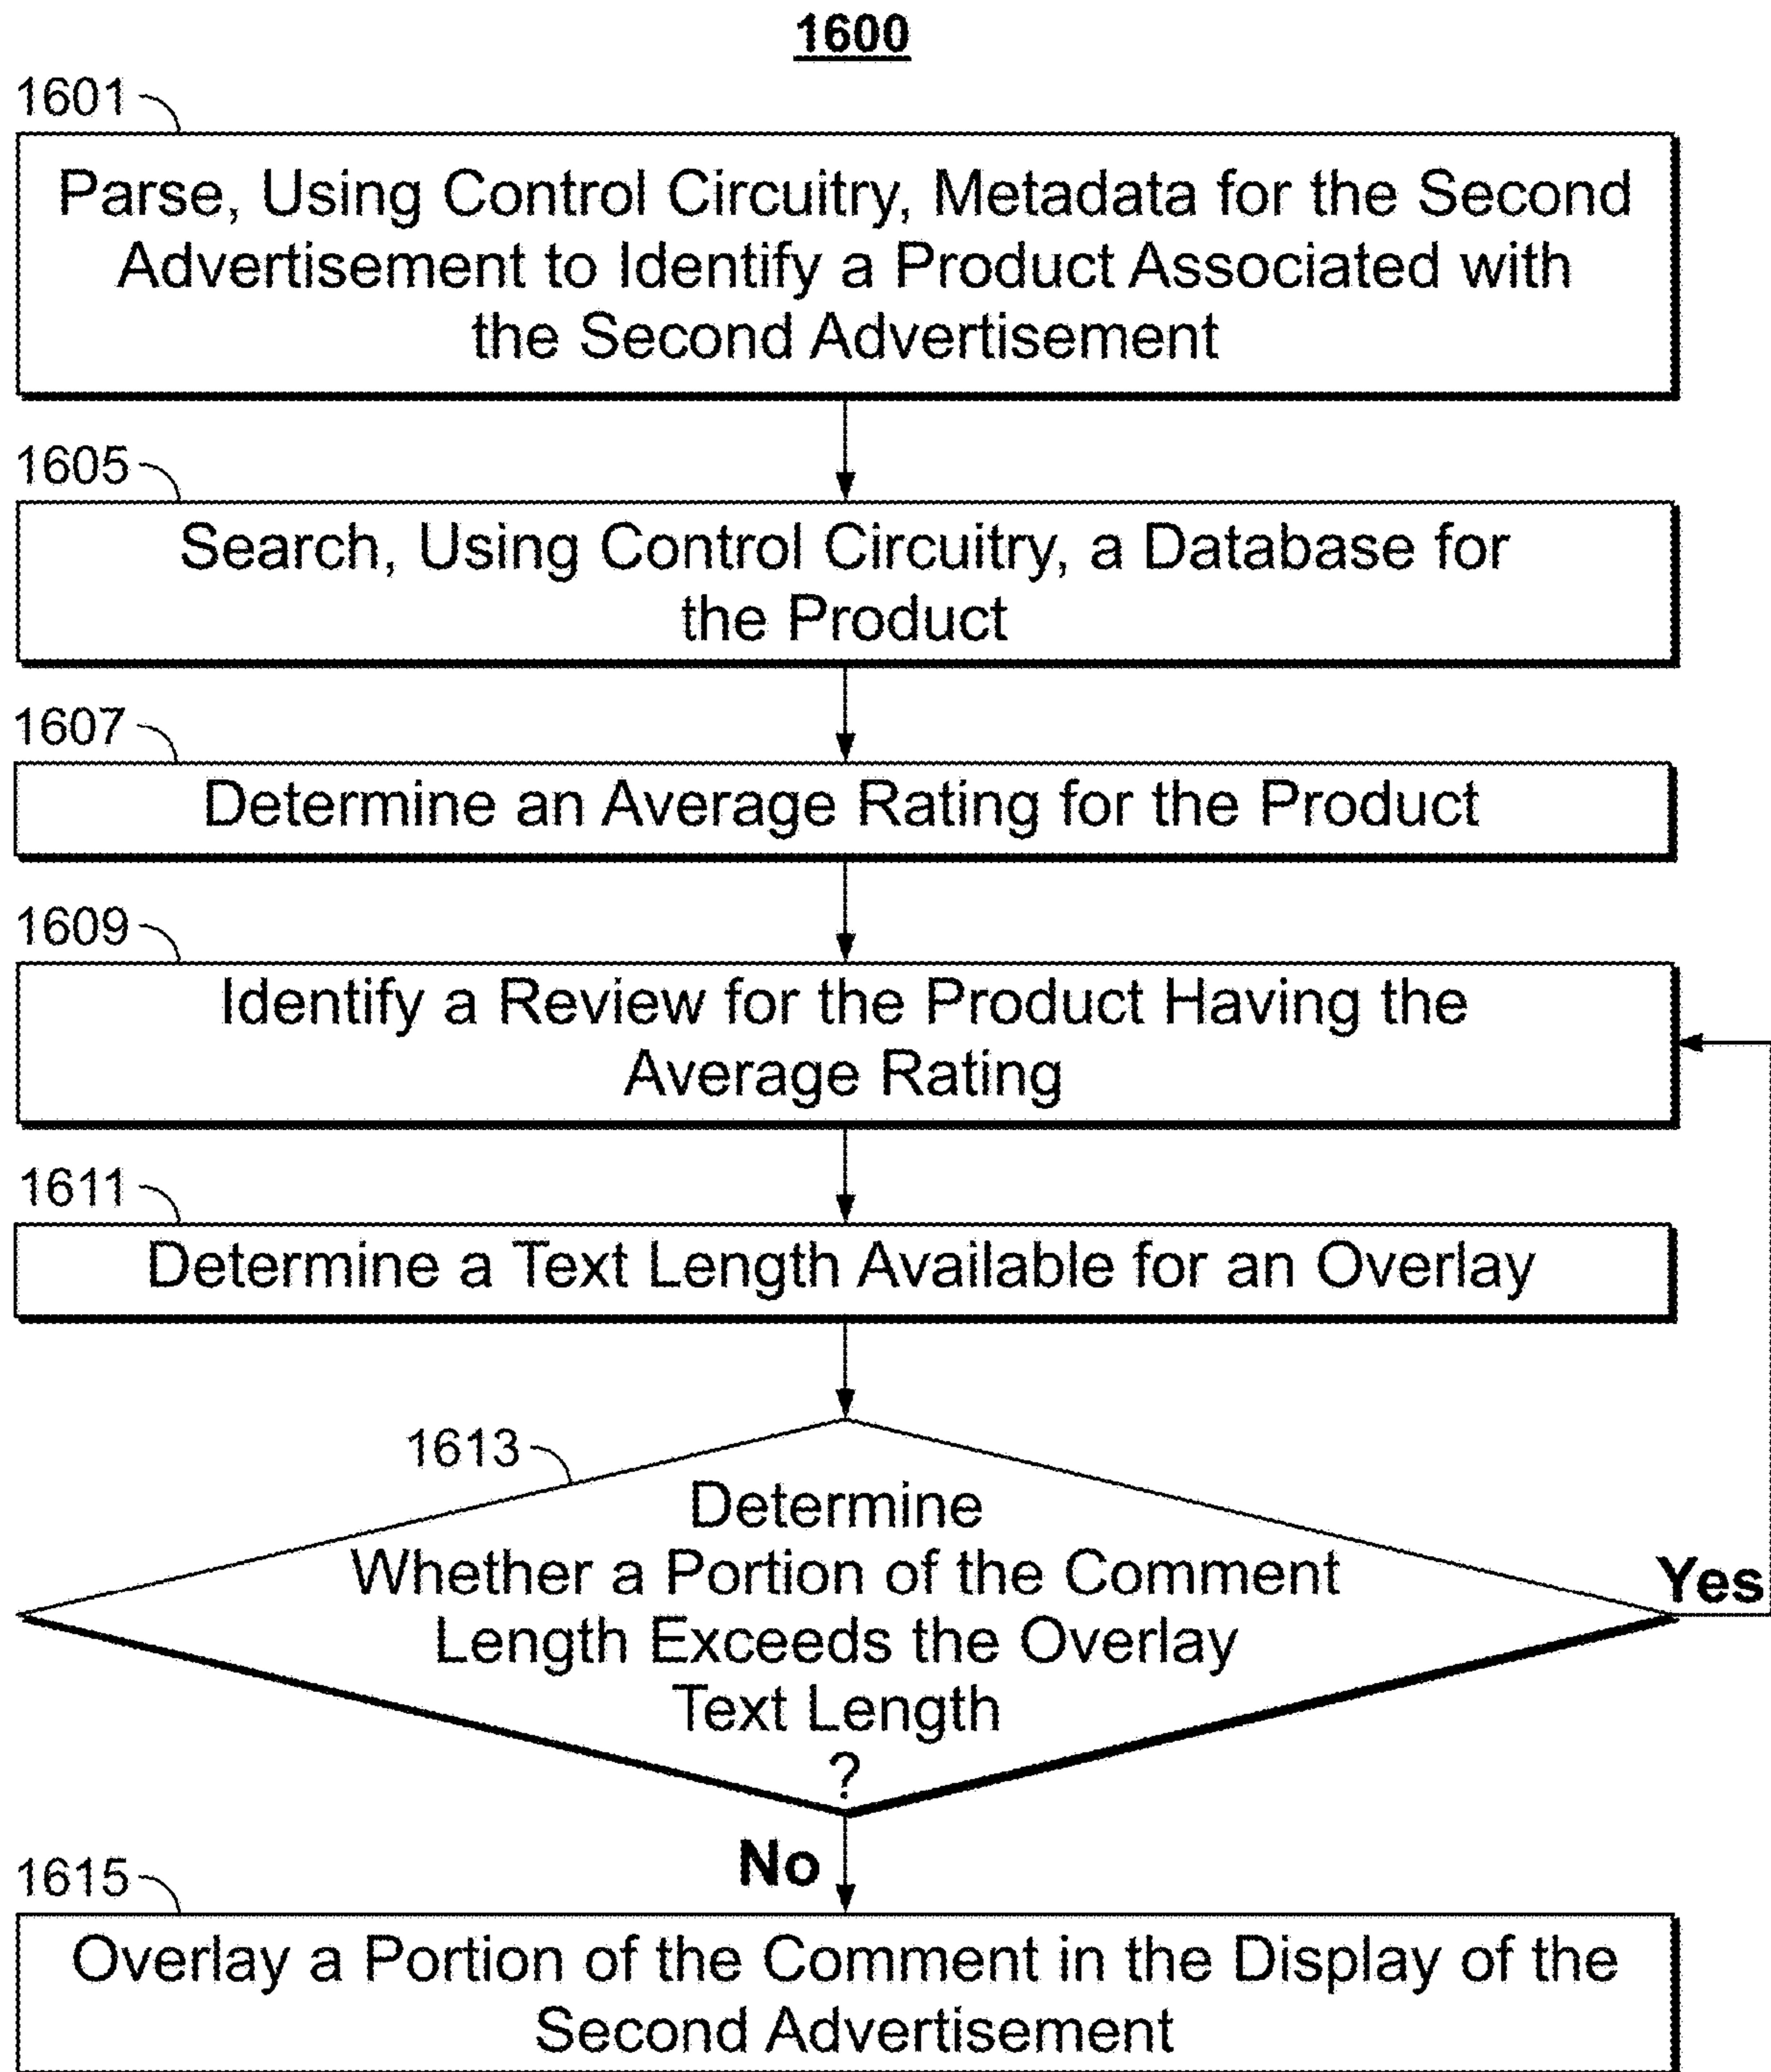 1600
1601
Parse, Using Control Circuitry, Metadata for the Second
Advertisement to Identify a Product Associated with
the Second Advertisement
1605
Search, Using Control Circuitry, a Database for
the Product
1607
Determine an Average Rating for the Product
1609
Identify a Review for the Product Having the
Average Rating
1611
Determine a Text Length Available for an Overlay
1613
Determine
Whether a Portion of the Comment
Length Exceeds the Overlay
Text Length
?
Yes
No
1615
Overlay a Portion of the Comment in the Display of the
Second Advertisement